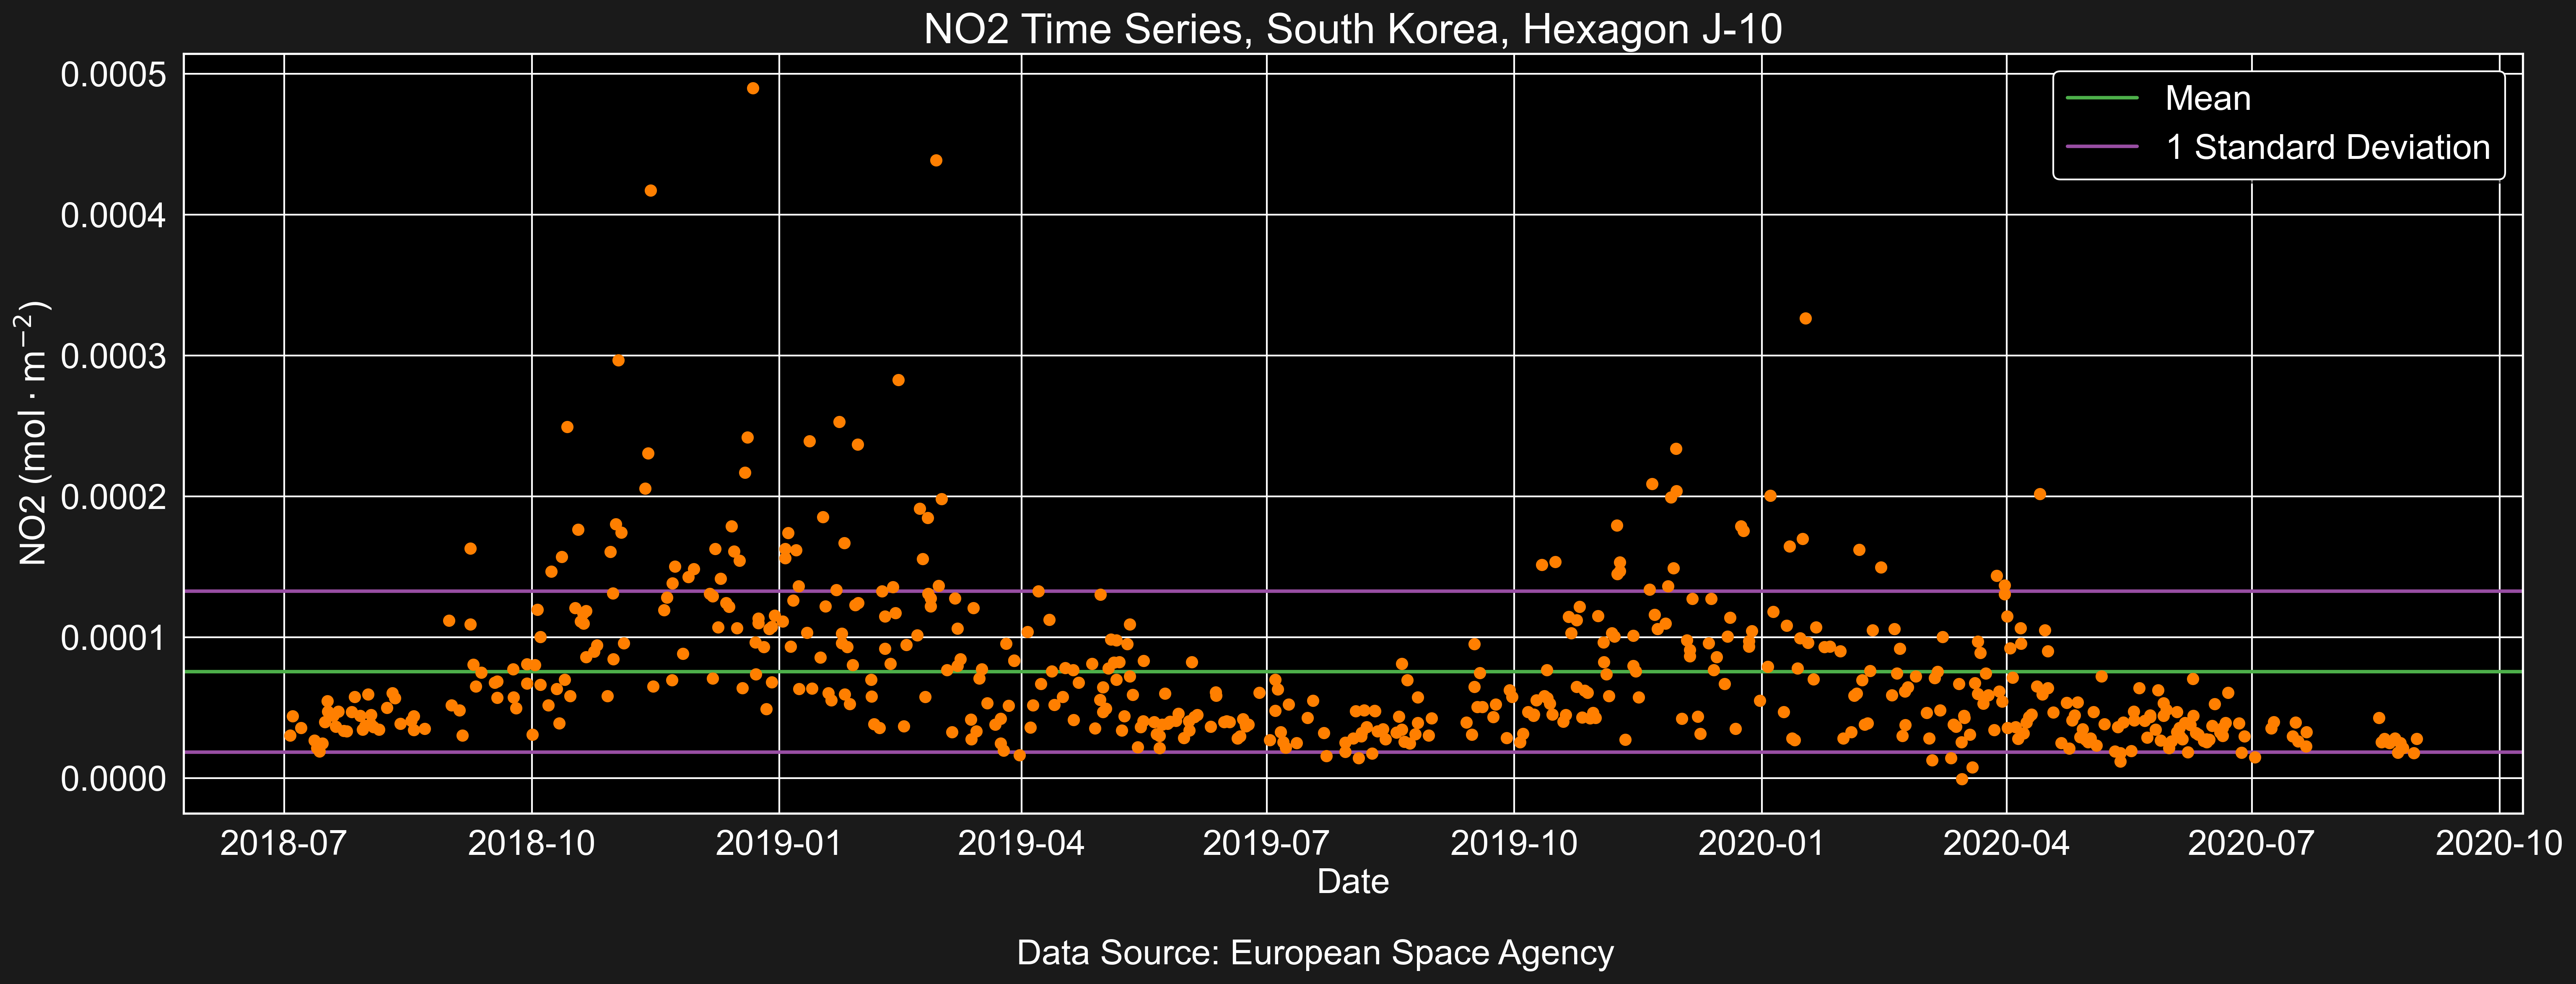 NO2 Time Series, South Korea, Hexagon J-10
Mean
1 Standard Deviation
NO2 (mol · m⁻²)
0.0005
0.0004
0.0003
0.0002
0.0001
0.0000
2018-07 2018-10 2019-01 2019-04 2019-07 2019-10 2020-01 2020-04 2020-07 2020-10
Date
Data Source: European Space Agency